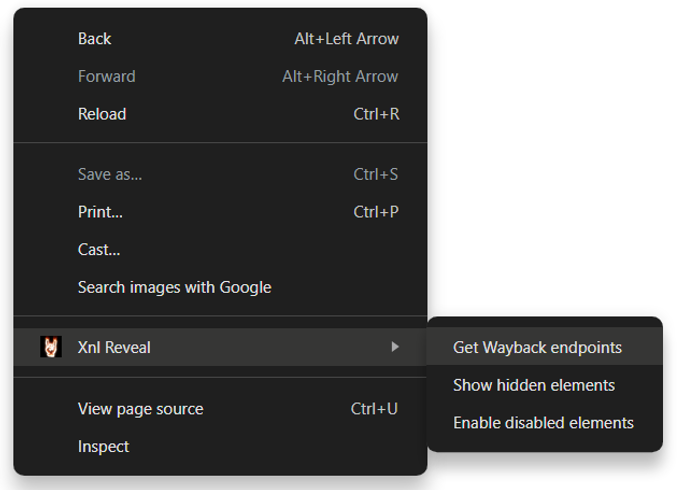 Back Alt+Left Arrow
Forward Alt+Right Arrow
Reload Ctrl+R
Save as... Ctrl+S
Print... Ctrl+P
Cast...
Search images with Google
Xnl Reveal
Get Wayback endpoints
Show hidden elements
Enable disabled elements
View page source Ctrl+U
Inspect